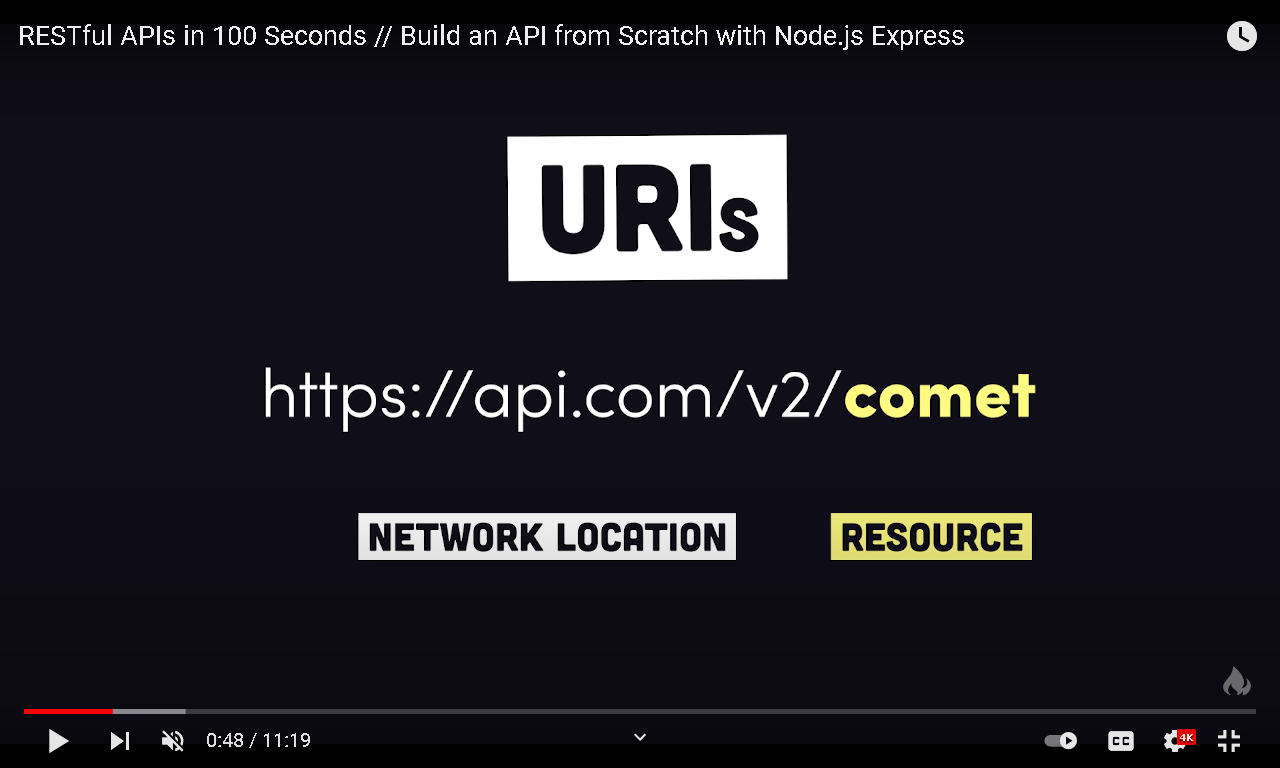 RESTful APIs in 100 Seconds // Build an API from Scratch with Node.js Express
URIs
https://api.com/v2/comet
NETWORK LOCATION
RESOURCE
0:48 / 11:19
CC
4K